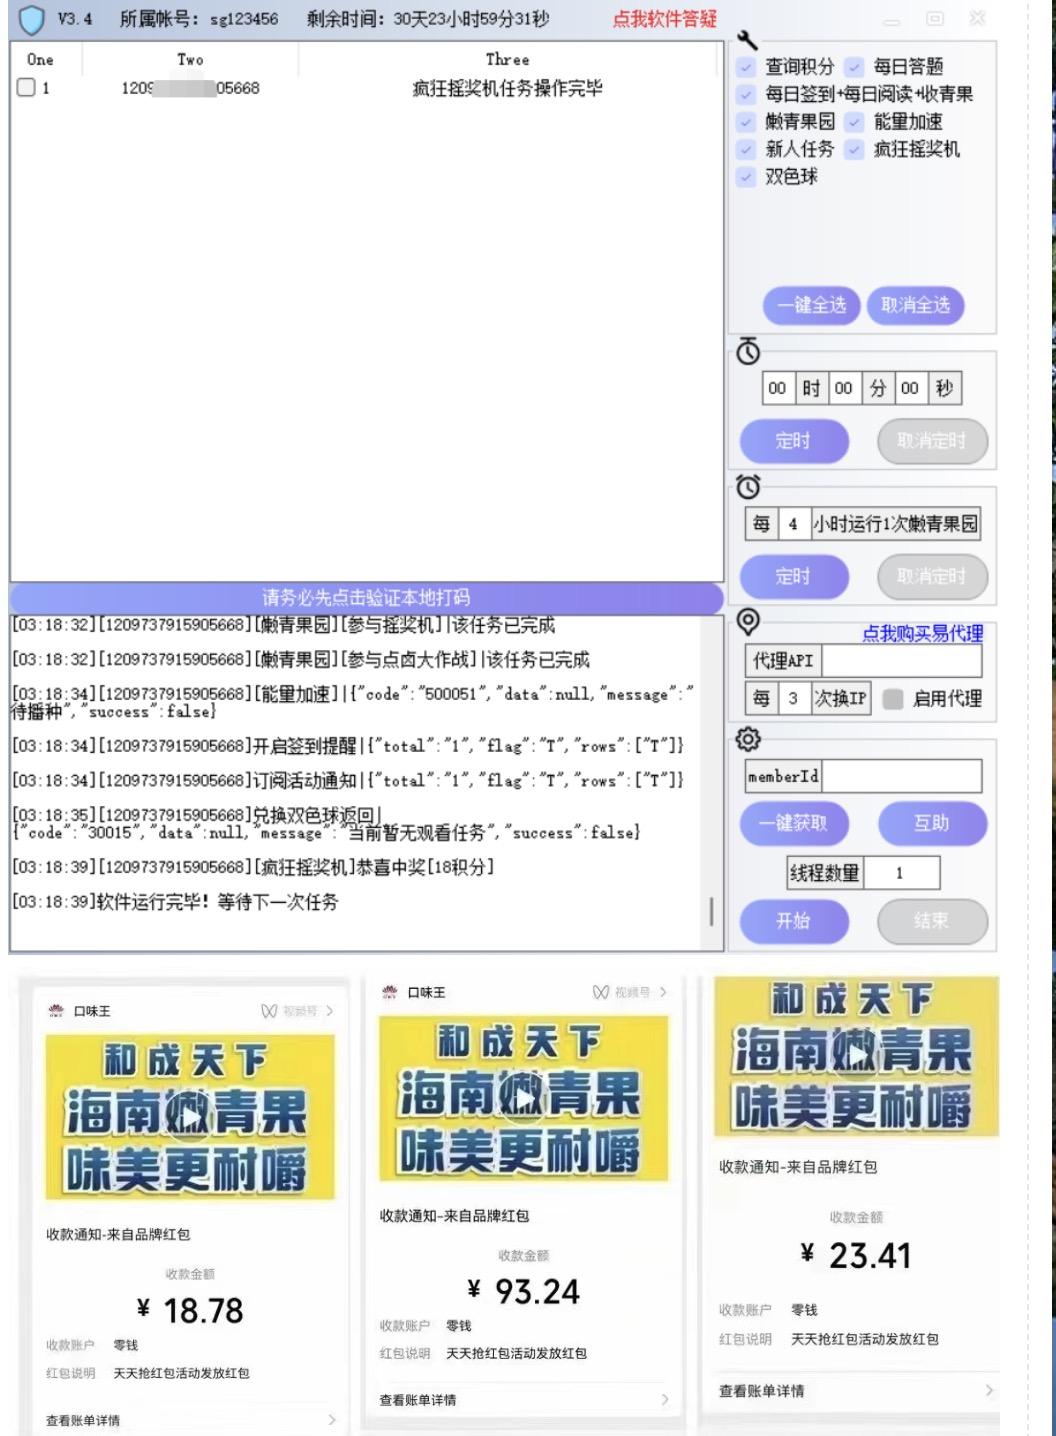 V3.4 所属帐号: sg123456 剩余时间: 30天23小时59分31秒 点我软件答疑
One Two Three
1 1209 05668 疯狂摇奖机任务操作完毕
查询积分 每日答题
每日签到+每日阅读+收青果
嫩青果园 能量加速
新人任务 疯狂摇奖机
双色球
一键全选 取消全选
00 时 00 分 00 秒
定时 取消定时
每 4 小时运行1次嫩青果园
定时 取消定时
点我购买易代理
代理API
每 3 次换IP 启用代理
memberId
一键获取 互助
线程数量 1
开始 结束
请务必先点击验证本地打码
[03:18:32][1209737915905668][嫩青果园][参与摇奖机]|该任务已完成
[03:18:32][1209737915905668][嫩青果园][参与点卤大作战]|该任务已完成
[03:18:34][1209737915905668][能量加速]|{"code":"500051","data":null,"message":"
待播种","success":false}
[03:18:34][1209737915905668]开启签到提醒|{"total":"1","flag":"T","rows":["T"]}
[03:18:34][1209737915905668]订阅活动通知|{"total":"1","flag":"T","rows":["T"]}
[03:18:35][1209737915905668]兑换双色球返回|
{"code":"30015","data":null,"message":"当前暂无观看任务","success":false}
[03:18:39][1209737915905668][疯狂摇奖机]恭喜中奖[18积分]
[03:18:39]软件运行完毕! 等待下一次任务
口味王 视频号
和成天下
海南嫩青果
味美更耐嚼
收款通知-来自品牌红包
收款金额
¥ 18.78
收款账户 零钱
红包说明 天天抢红包活动发放红包
查看账单详情
口味王 视频号
和成天下
海南嫩青果
味美更耐嚼
收款通知-来自品牌红包
收款金额
¥ 93.24
收款账户 零钱
红包说明 天天抢红包活动发放红包
查看账单详情
和成天下
海南嫩青果
味美更耐嚼
收款通知-来自品牌红包
收款金额
¥ 23.41
收款账户 零钱
红包说明 天天抢红包活动发放红包
查看账单详情